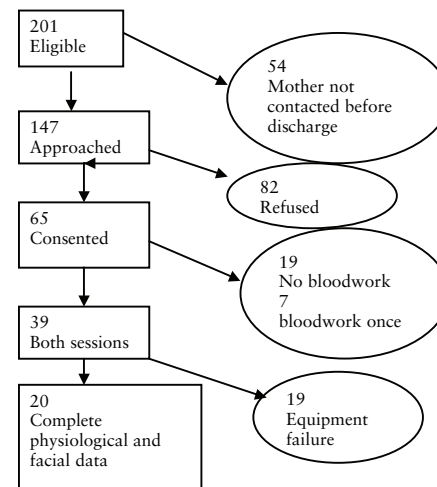 201
Eligible
54
Mother not
contacted before
discharge
147
Approached
82
Refused
65
Consented
19
No bloodwork
7
bloodwork once
39
Both sessions
19
Equipment
failure
20
Complete
physiological and
facial data